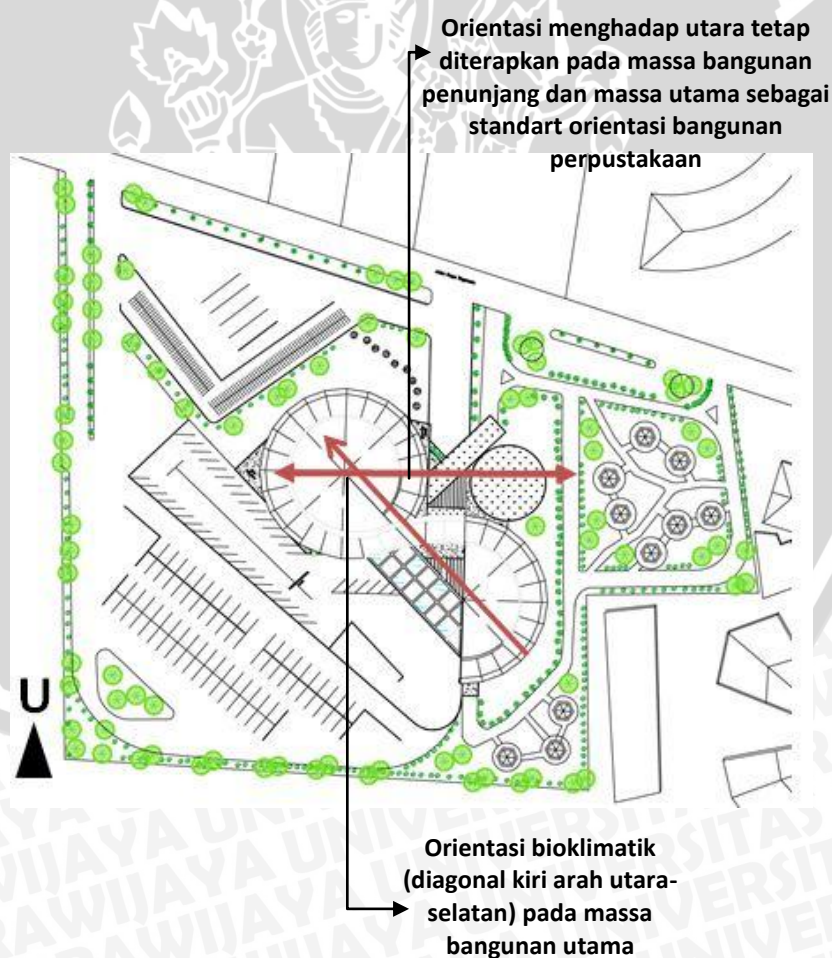 Orientasi menghadap utara tetap
diterapkan pada massa bangunan
penunjang dan massa utama sebagai
standart orientasi bangunan
perpustakaan
U
Orientasi bioklimatik
(diagonal kiri arah utara-
selatan) pada massa
bangunan utama